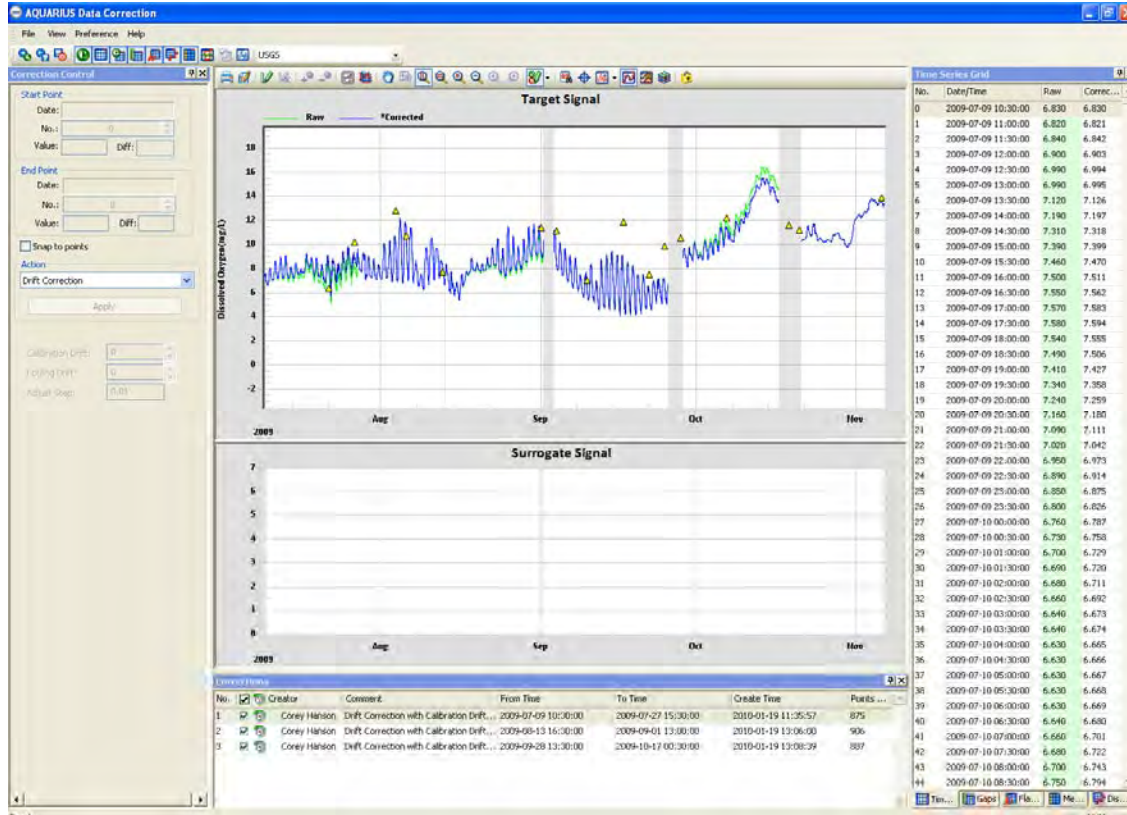 AQUARIUS Data Correction
File View Preference Help
USGS
Correction Control
Start Point
Date:
No.: 0
Value: Diff:
End Point
Date:
No.: 0
Value: Diff:
Snap to points
Action
Drift Correction
Apply
Calibration Drift: 0
Fouling Drift: 0
Adjust Step: 0.01
Target Signal
Raw *Corrected
Dissolved Oxygen(mg/L)
18
16
14
12
10
8
6
4
2
0
-2
Aug Sep Oct Nov
2009
Surrogate Signal
7
6
5
4
3
2
1
0
Aug Sep Oct Nov
2009
Corrections
No. Creator Comment From Time To Time Create Time Points ...
1 Corey Hanson Drift Correction with Calibration Drift... 2009-07-09 10:30:00 2009-07-27 15:30:00 2010-01-19 11:35:57 875
2 Corey Hanson Drift Correction with Calibration Drift... 2009-08-13 16:30:00 2009-09-01 13:00:00 2010-01-19 13:06:00 906
3 Corey Hanson Drift Correction with Calibration Drift... 2009-09-28 13:30:00 2009-10-17 00:30:00 2010-01-19 13:08:39 887
Time Series Grid
No. Date/Time Raw Correc...
0 2009-07-09 10:30:00 6.830 6.830
1 2009-07-09 11:00:00 6.820 6.821
2 2009-07-09 11:30:00 6.840 6.842
3 2009-07-09 12:00:00 6.900 6.903
4 2009-07-09 12:30:00 6.990 6.994
5 2009-07-09 13:00:00 6.990 6.995
6 2009-07-09 13:30:00 7.120 7.126
7 2009-07-09 14:00:00 7.190 7.197
8 2009-07-09 14:30:00 7.310 7.318
9 2009-07-09 15:00:00 7.390 7.399
10 2009-07-09 15:30:00 7.460 7.470
11 2009-07-09 16:00:00 7.500 7.511
12 2009-07-09 16:30:00 7.550 7.562
13 2009-07-09 17:00:00 7.570 7.583
14 2009-07-09 17:30:00 7.580 7.594
15 2009-07-09 18:00:00 7.540 7.555
16 2009-07-09 18:30:00 7.490 7.506
17 2009-07-09 19:00:00 7.410 7.427
18 2009-07-09 19:30:00 7.340 7.358
19 2009-07-09 20:00:00 7.240 7.259
20 2009-07-09 20:30:00 7.160 7.180
21 2009-07-09 21:00:00 7.090 7.111
22 2009-07-09 21:30:00 7.020 7.042
23 2009-07-09 22:00:00 6.950 6.973
24 2009-07-09 22:30:00 6.890 6.914
25 2009-07-09 23:00:00 6.850 6.875
26 2009-07-09 23:30:00 6.800 6.826
27 2009-07-10 00:00:00 6.760 6.787
28 2009-07-10 00:30:00 6.730 6.758
29 2009-07-10 01:00:00 6.700 6.729
30 2009-07-10 01:30:00 6.690 6.720
31 2009-07-10 02:00:00 6.680 6.711
32 2009-07-10 02:30:00 6.660 6.692
33 2009-07-10 03:00:00 6.640 6.673
34 2009-07-10 03:30:00 6.640 6.674
35 2009-07-10 04:00:00 6.630 6.665
36 2009-07-10 04:30:00 6.630 6.666
37 2009-07-10 05:00:00 6.630 6.667
38 2009-07-10 05:30:00 6.630 6.668
39 2009-07-10 06:00:00 6.630 6.669
40 2009-07-10 06:30:00 6.640 6.680
41 2009-07-10 07:00:00 6.660 6.701
42 2009-07-10 07:30:00 6.680 6.722
43 2009-07-10 08:00:00 6.700 6.743
44 2009-07-10 08:30:00 6.750 6.794
Tim... Gaps Fla... Me... Dis...